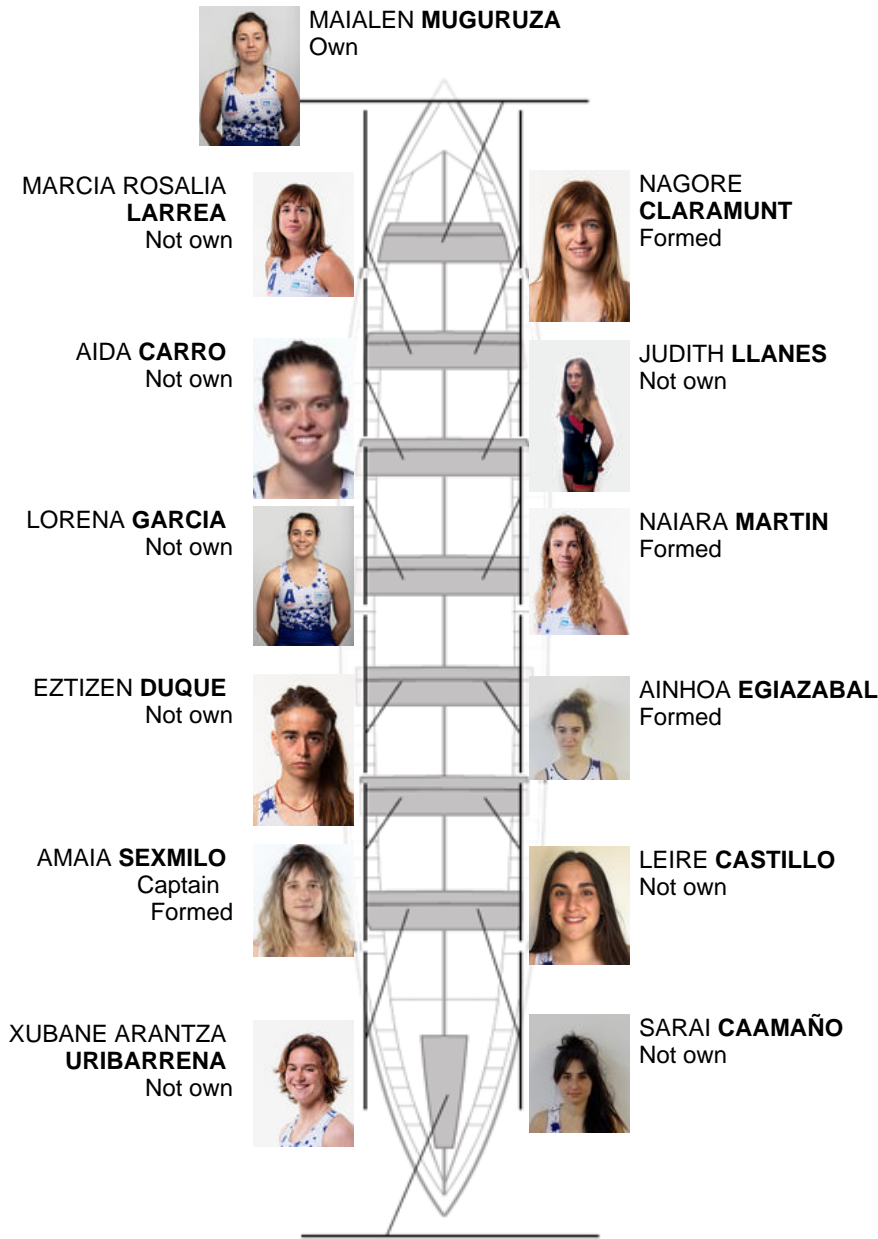 MAIALEN MUGURUZA
Own
MARCIA ROSALIA
LARREA
Not own
NAGORE
CLARAMUNT
Formed
AIDA CARRO
Not own
JUDITH LLANES
Not own
LORENA GARCIA
Not own
NAIARA MARTIN
Formed
EZTIZEN DUQUE
Not own
AINHOA EGIAZABAL
Formed
AMAIA SEXMILO
Captain
Formed
LEIRE CASTILLO
Not own
XUBANE ARANTZA
URIBARRENA
Not own
SARAI CAAMAÑO
Not own